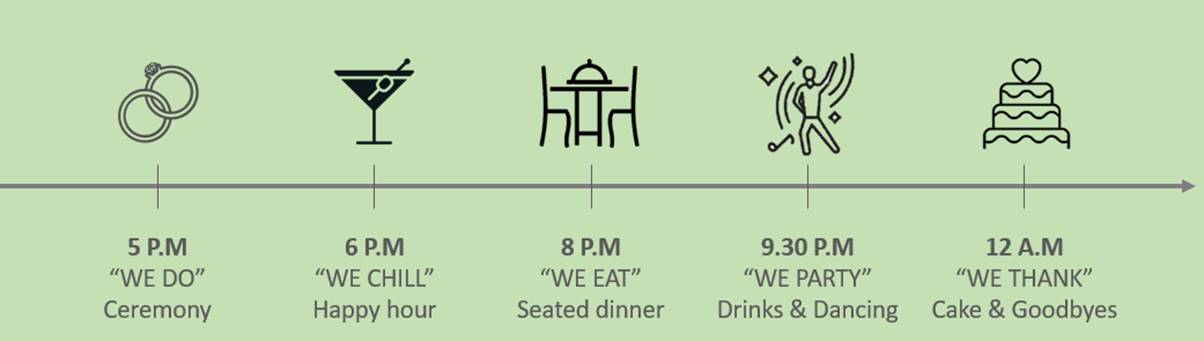 5 P.M
“WE DO”
Ceremony
6 P.M
“WE CHILL”
Happy hour
8 P.M
“WE EAT”
Seated dinner
9.30 P.M
“WE PARTY”
Drinks & Dancing
12 A.M
“WE THANK”
Cake & Goodbyes